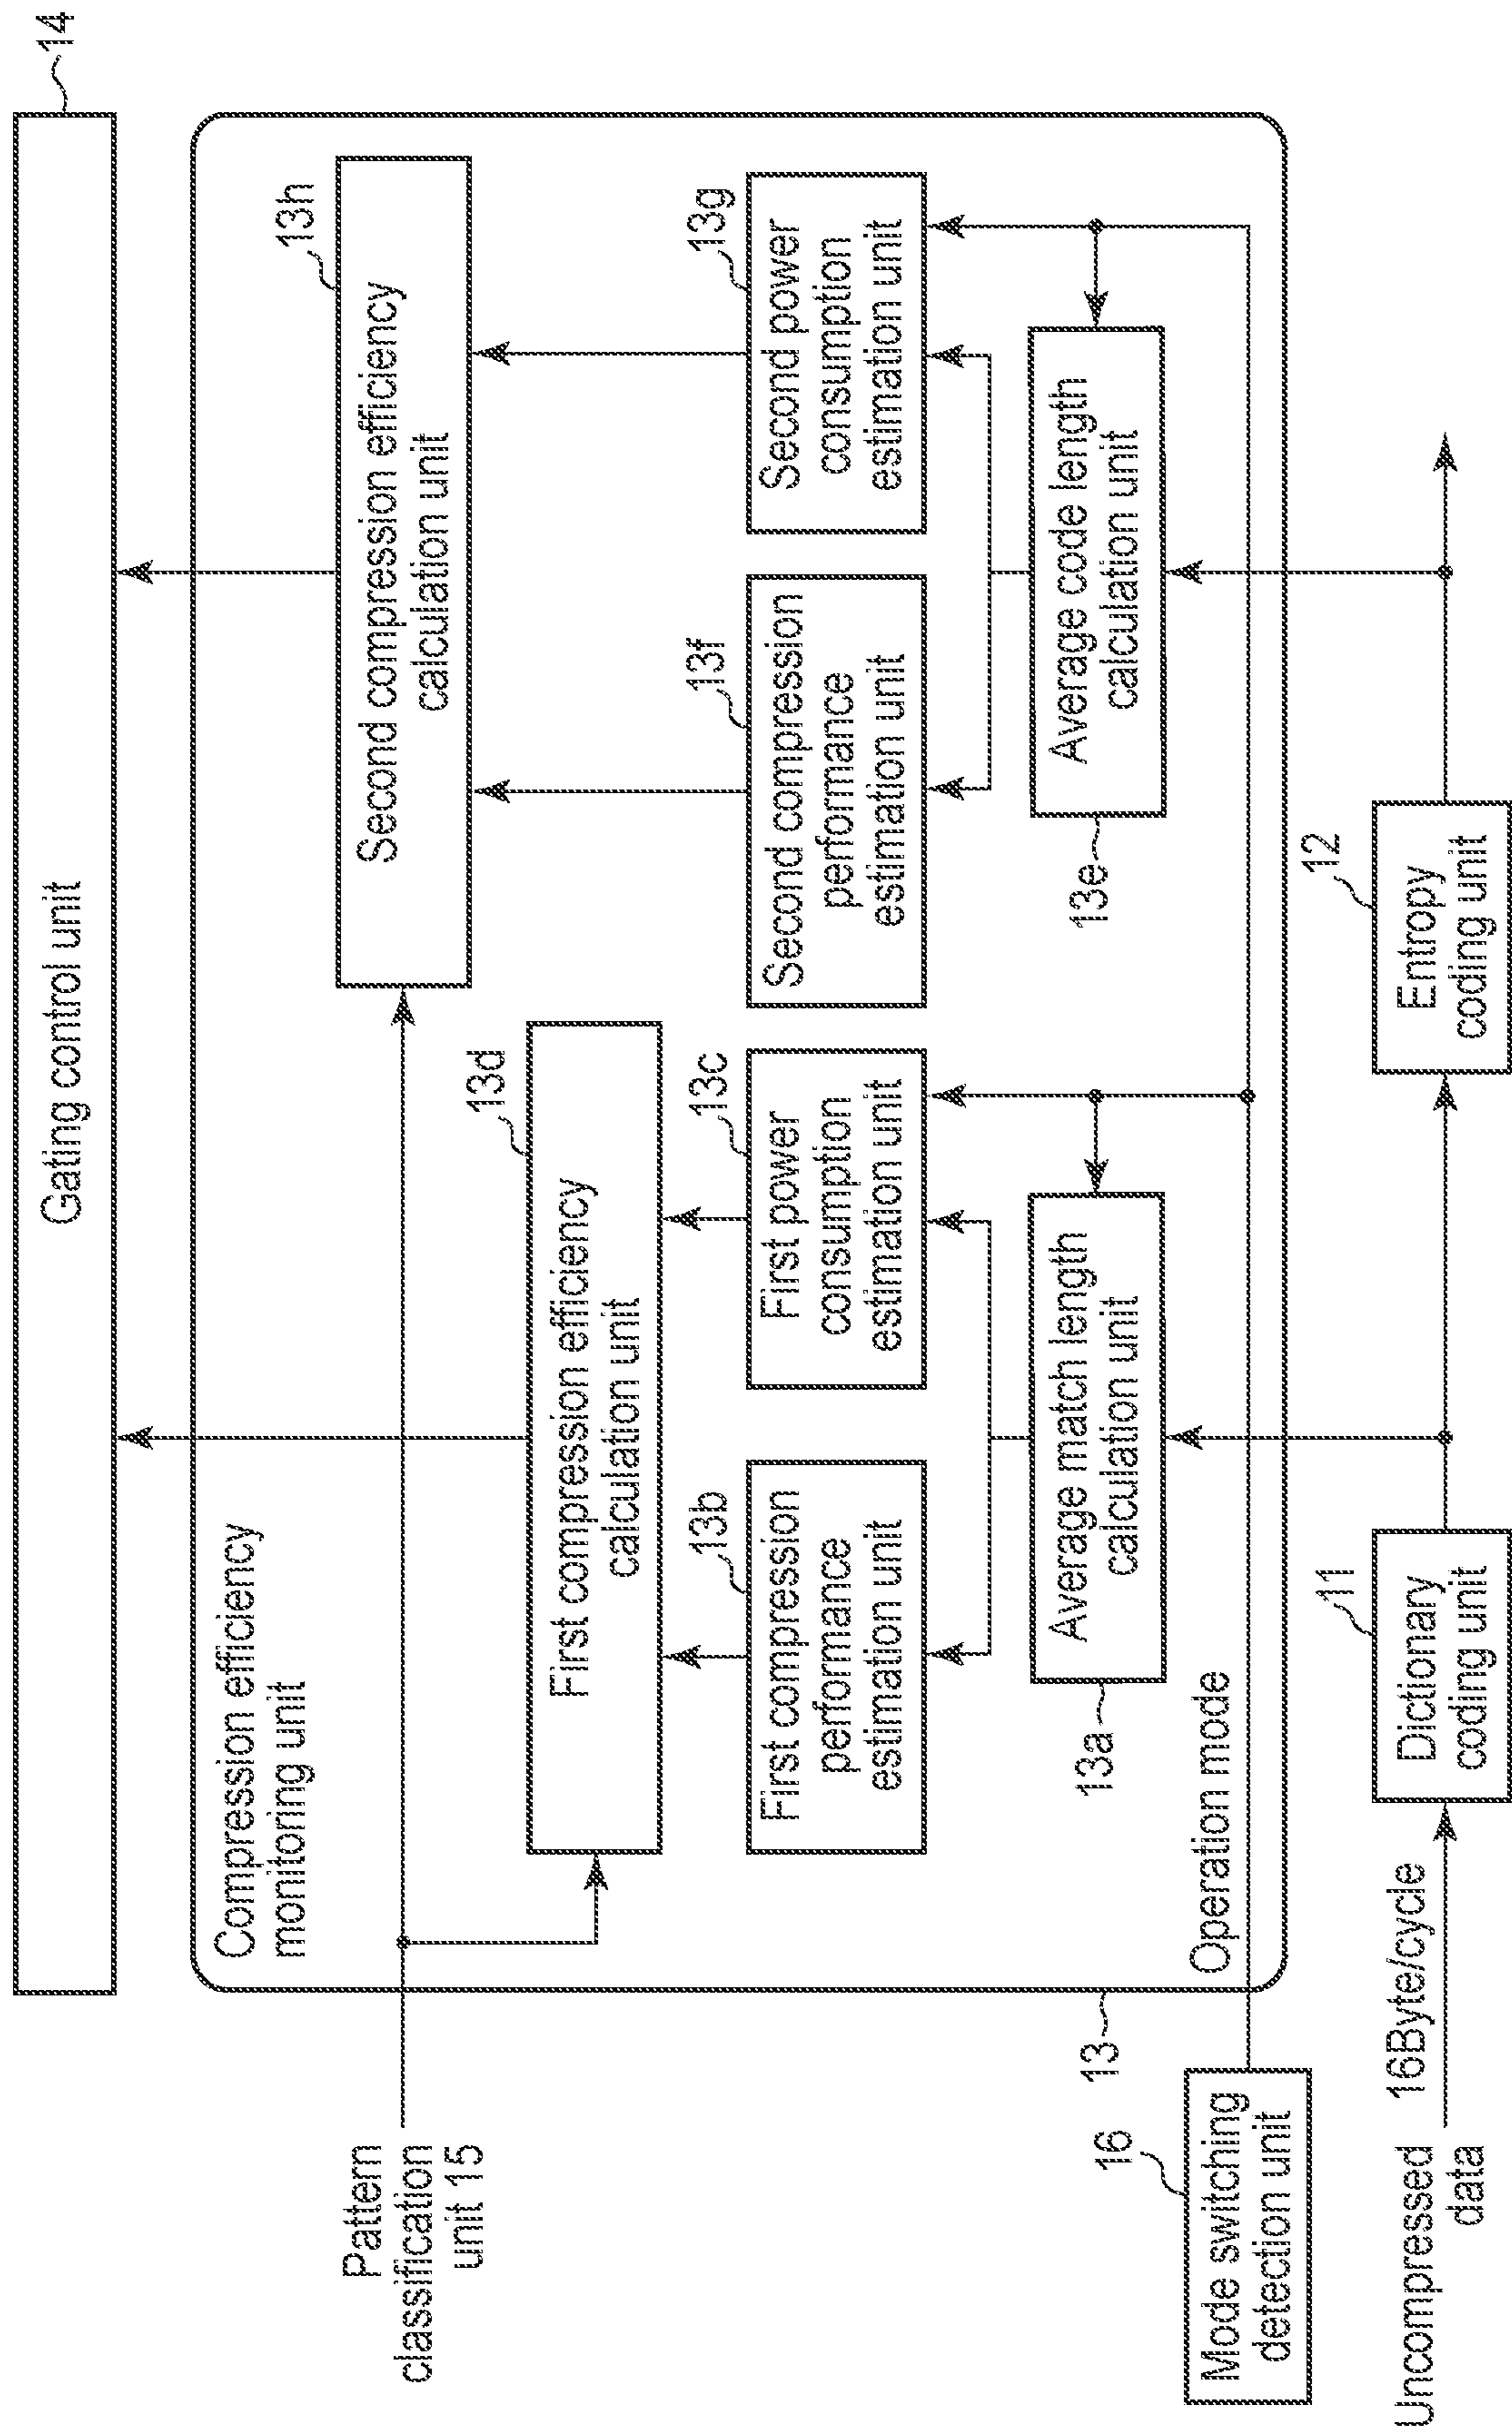 Gating control unit
14
Compression efficiency
monitoring unit
Pattern
classification
unit 15
13h
Second compression efficiency
calculation unit
13d
First compression efficiency
calculation unit
13b
First compression
performance
estimation unit
13c
First power
consumption
estimation unit
13f
Second compression
performance
estimation unit
13g
Second power
consumption
estimation unit
13a
Average match length
calculation unit
13e
Average code length
calculation unit
Operation mode
13
16
Mode switching
detection unit
Uncompressed
data
16Byte/cycle
11
Dictionary
coding unit
12
Entropy
coding unit